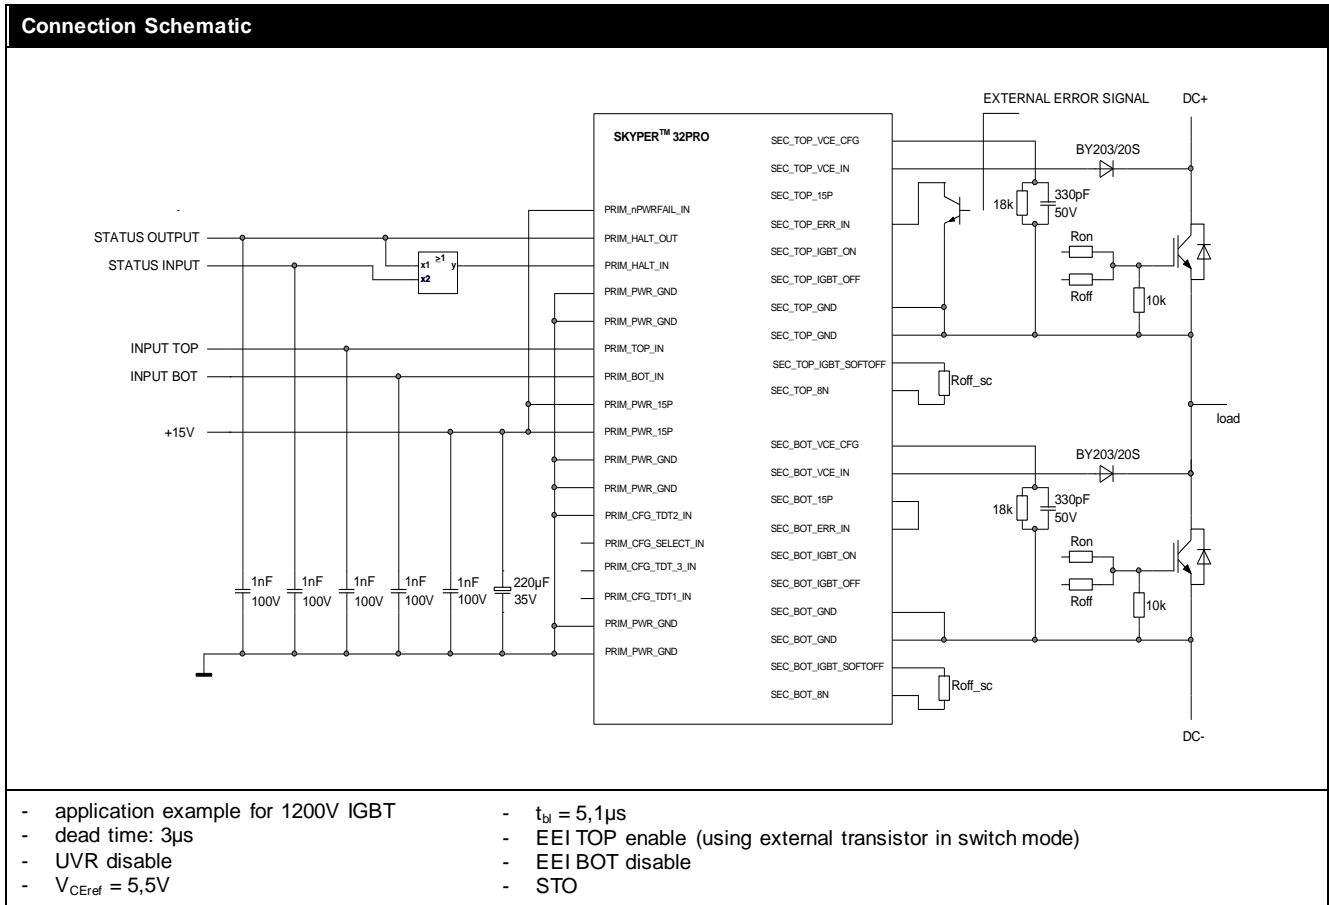 Connection Schematic
EXTERNAL ERROR SIGNAL
DC+
SKYPER™ 32PRO
SEC_TOP_VCE_CFG
BY203/20S
SEC_TOP_VCE_IN
SEC_TOP_15P
18k
330pF
50V
PRIM_nPWRFAIL_IN
SEC_TOP_ERR_IN
STATUS OUTPUT
PRIM_HALT_OUT
Ron
SEC_TOP_IGBT_ON
STATUS INPUT
x1 ≥1 y
x2
PRIM_HALT_IN
SEC_TOP_IGBT_OFF
Roff
PRIM_PWR_GND
10k
SEC_TOP_GND
PRIM_PWR_GND
SEC_TOP_GND
INPUT TOP
PRIM_TOP_IN
SEC_TOP_IGBT_SOFTOFF
INPUT BOT
PRIM_BOT_IN
Roff_sc
SEC_TOP_8N
PRIM_PWR_15P
load
+15V
PRIM_PWR_15P
SEC_BOT_VCE_CFG
BY203/20S
PRIM_PWR_GND
SEC_BOT_VCE_IN
PRIM_PWR_GND
SEC_BOT_15P
18k
330pF
50V
PRIM_CFG_TDT2_IN
SEC_BOT_ERR_IN
PRIM_CFG_SELECT_IN
Ron
SEC_BOT_IGBT_ON
PRIM_CFG_TDT_3_IN
SEC_BOT_IGBT_OFF
1nF
100V
1nF
100V
1nF
100V
1nF
100V
1nF
100V
220µF
35V
PRIM_CFG_TDT1_IN
Roff
10k
SEC_BOT_GND
PRIM_PWR_GND
SEC_BOT_GND
PRIM_PWR_GND
SEC_BOT_IGBT_SOFTOFF
Roff_sc
SEC_BOT_8N
DC-
- application example for 1200V IGBT
- dead time: 3µs
- UVR disable
- VCEref = 5,5V
- tbl = 5,1µs
- EEI TOP enable (using external transistor in switch mode)
- EEI BOT disable
- STO